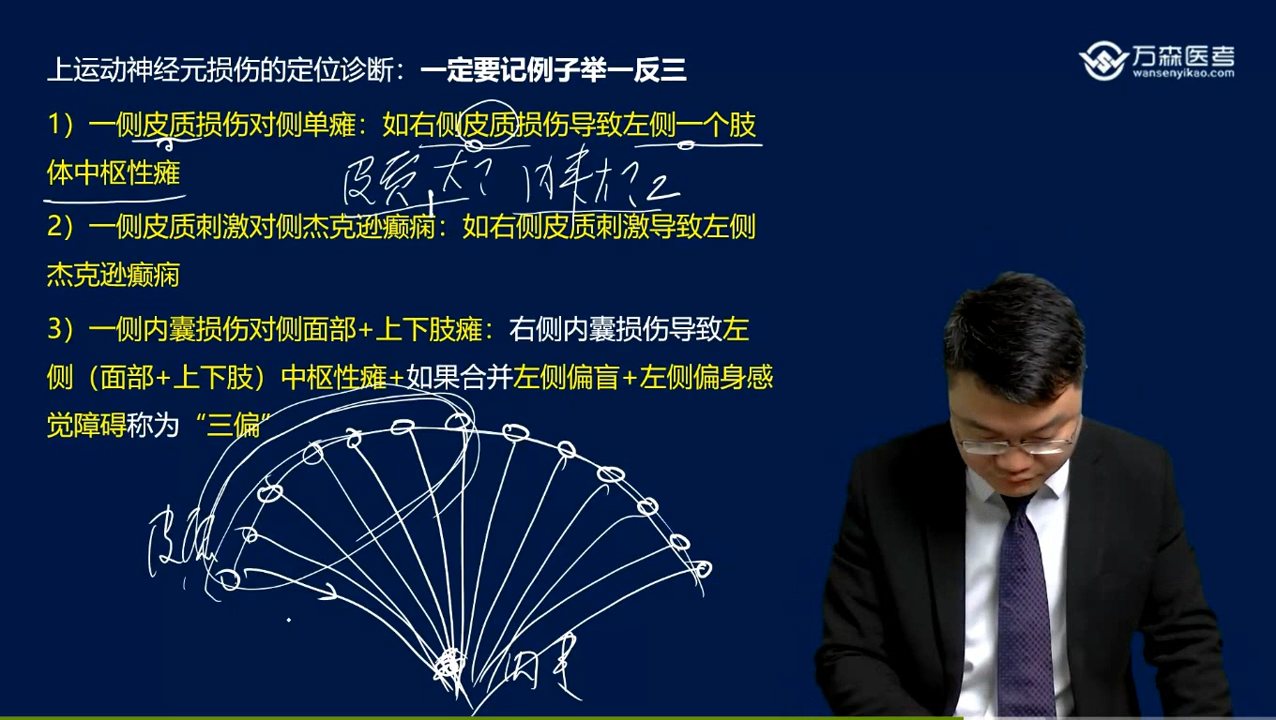 上运动神经元损伤的定位诊断：一定要记例子举一反三
万森医考
wansenyikao.com
1）一侧皮质损伤对侧单瘫：如右侧皮质损伤导致左侧一个肢
体中枢性瘫
皮质太大了 内囊太大了
2）一侧皮质刺激对侧杰克逊癫痫：如右侧皮质刺激导致左侧
杰克逊癫痫
3）一侧内囊损伤对侧面部+上下肢瘫：右侧内囊损伤导致左
侧（面部+上下肢）中枢性瘫+如果合并左侧偏盲+左侧偏身感
觉障碍称为“三偏”
皮质
内囊